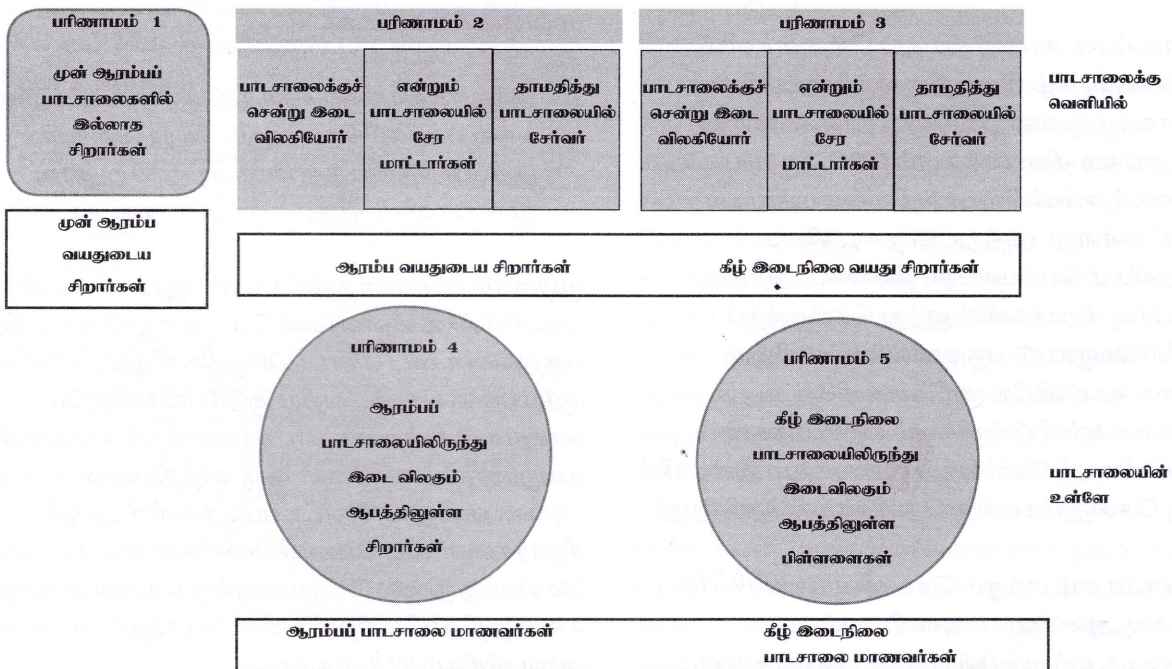 பரிணாமம் 1
முன் ஆரம்பப்
பாடசாலைகளில்
இல்லாத
சிறார்கள்
முன் ஆரம்ப
வயதுடைய
சிறார்கள்
பரிணாமம் 2
பாடசாலைக்குச்
சென்று இடை
விலகியோர்
என்றும்
பாடசாலையில்
சேர
மாட்டார்கள்
தாமதித்து
பாடசாலையில்
சேர்வர்
பரிணாமம் 3
பாடசாலைக்குச்
சென்று இடை
விலகியோர்
என்றும்
பாடசாலையில்
சேர
மாட்டார்கள்
தாமதித்து
பாடசாலையில்
சேர்வர்
பாடசாலைக்கு
வெளியில்
ஆரம்ப வயதுடைய சிறார்கள்
கீழ் இடைநிலை வயது சிறார்கள்
பரிணாமம் 4
ஆரம்பப்
பாடசாலையிலிருந்து
இடை விலகும்
ஆபத்திலுள்ள
சிறார்கள்
பரிணாமம் 5
கீழ் இடைநிலை
பாடசாலையிலிருந்து
இடைவிலகும்
ஆபத்திலுள்ள
பிள்ளளைகள்
பாடசாலையின்
உள்ளே
ஆரம்பப் பாடசாலை மாணவர்கள்
கீழ் இடைநிலை
பாடசாலை மாணவர்கள்